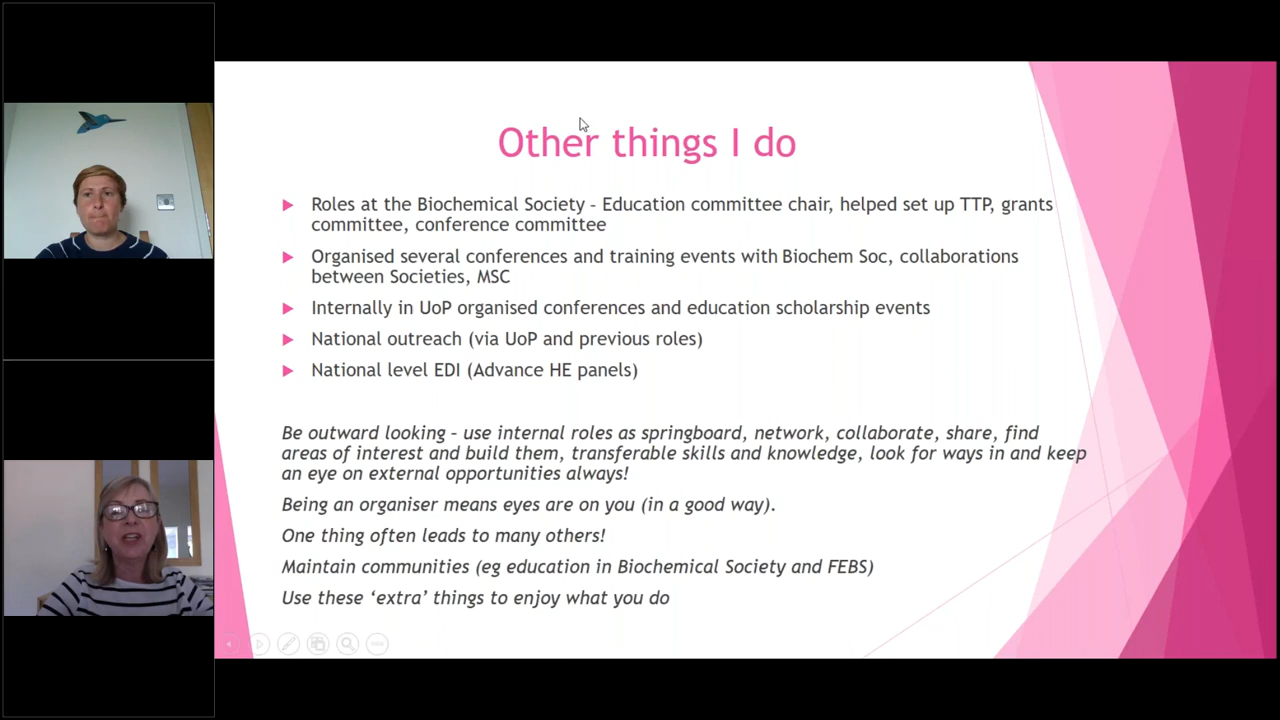 Other things I do
Roles at the Biochemical Society – Education committee chair, helped set up TTP, grants
committee, conference committee
Organised several conferences and training events with Biochem Soc, collaborations
between Societies, MSC
Internally in UoP organised conferences and education scholarship events
National outreach (via UoP and previous roles)
National level EDI (Advance HE panels)
Be outward looking – use internal roles as springboard, network, collaborate, share, find
areas of interest and build them, transferable skills and knowledge, look for ways in and keep
an eye on external opportunities always!
Being an organiser means eyes are on you (in a good way).
One thing often leads to many others!
Maintain communities (eg education in Biochemical Society and FEBS)
Use these ‘extra’ things to enjoy what you do